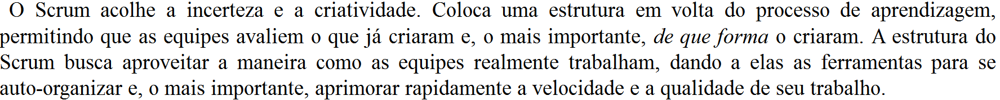 O Scrum acolhe a incerteza e a criatividade. Coloca uma estrutura em volta do processo de aprendizagem,
permitindo que as equipes avaliem o que já criaram e, o mais importante, de que forma o criaram. A estrutura do
Scrum busca aproveitar a maneira como as equipes realmente trabalham, dando a elas as ferramentas para se
auto-organizar e, o mais importante, aprimorar rapidamente a velocidade e a qualidade de seu trabalho.